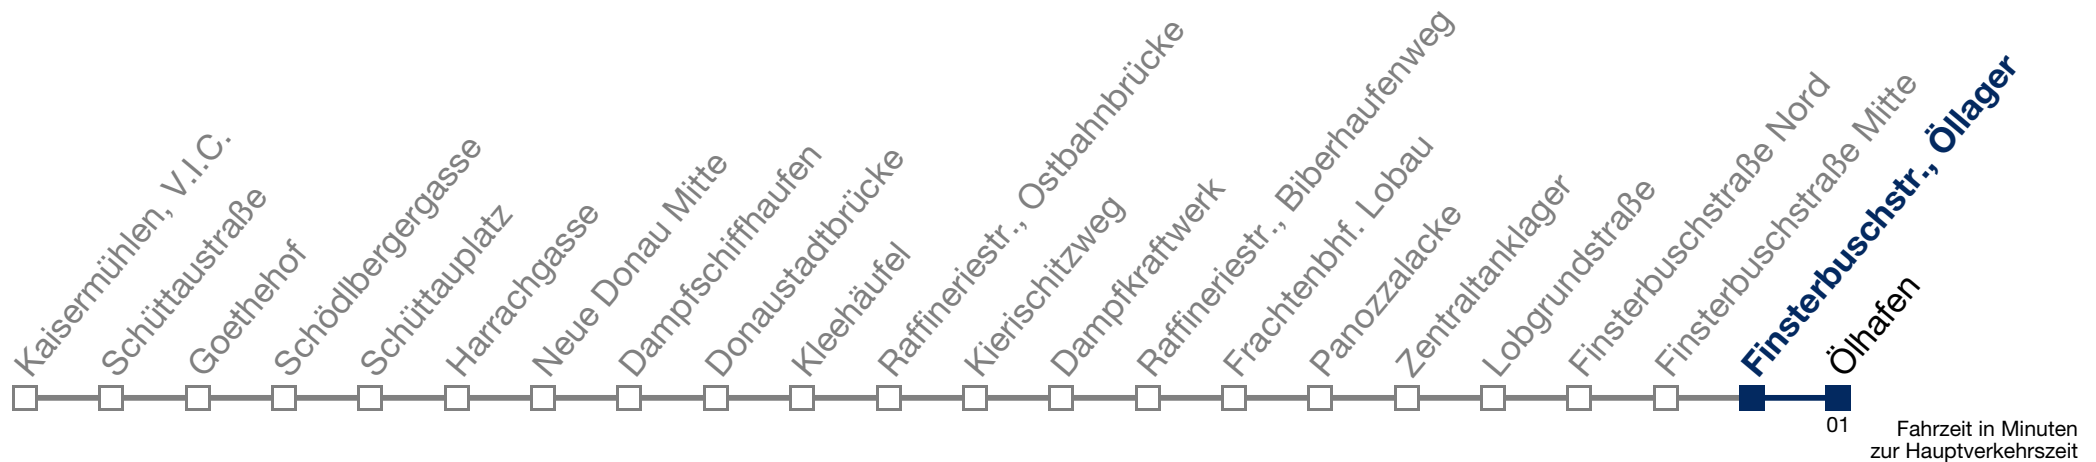 Kaisermühlen, V.I.C.
Schüttaustraße
Goethehof
Schödlbergergasse
Schüttauplatz
Harrachgasse
Neue Donau Mitte
Dampfschiffhaufen
Donaustadtbrücke
Kleehäufel
Raffineriestr., Ostbahnbrücke
Kierischitzweg
Dampfkraftwerk
Raffineriestr., Biberhaufenweg
Frachtenbhf. Lobau
Panozzalacke
Zentraltanklager
Lobgrundstraße
Finsterbuschstraße Nord
Finsterbuschstraße Mitte
Finsterbuschstr., Öllager
Ölhafen
01
Fahrzeit in Minuten
zur Hauptverkehrszeit